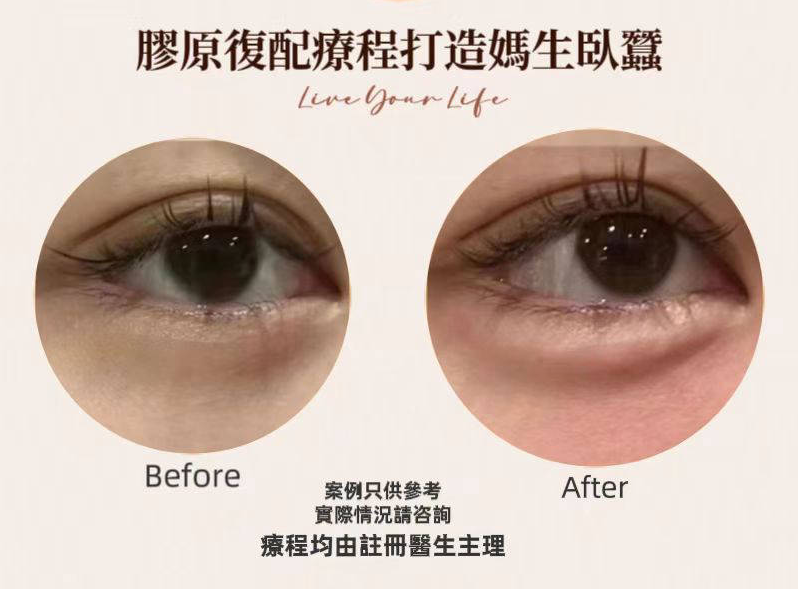 膠原復配療程打造媽生臥蠶
Live Your Life
Before
After
案例只供參考
實際情況請咨詢
療程均由註冊醫生主理